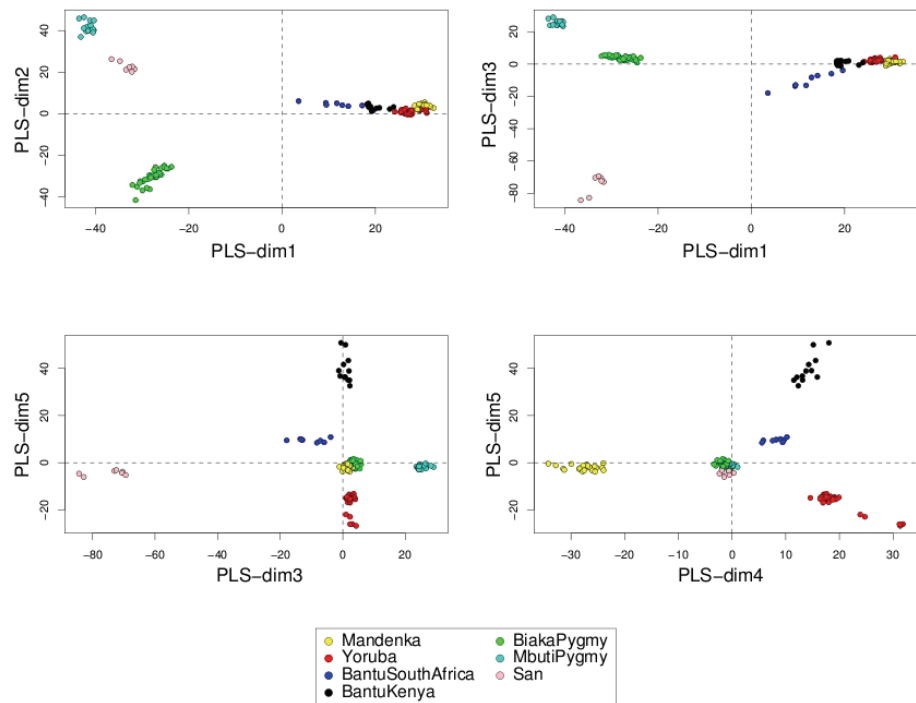 PLS-dim2
-40 -20 0 20 40
-40 -20 0 20
PLS-dim1
PLS-dim3
-80 -60 -40 -20 0 20
-40 -20 0 20
PLS-dim1
PLS-dim5
-20 0 20 40
-80 -60 -40 -20 0 20
PLS-dim3
PLS-dim5
-20 0 20 40
-30 -20 -10 0 10 20 30
PLS-dim4
Mandenka
Yoruba
BantuSouthAfrica
BantuKenya
BiakaPygmy
MbutiPygmy
San